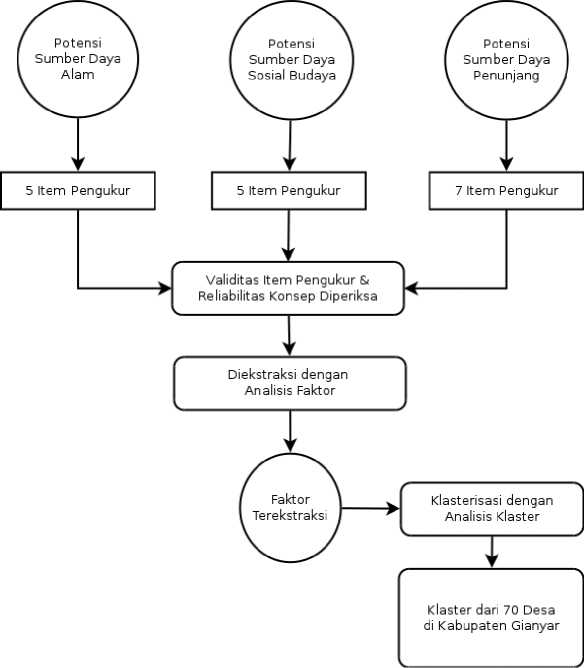 Potensi
Sumber Daya
Alam
Potensi
Sumber Daya
Sosial Budaya
Potensi
Sumber Daya
Penunjang
5 Item Pengukur
5 Item Pengukur
7 Item Pengukur
Validitas Item Pengukur &
Reliabilitas Konsep Diperiksa
Diekstraksi dengan
Analisis Faktor
Faktor
Terekstraksi
Klasterisasi dengan
Analisis Klaster
Klaster dari 70 Desa
di Kabupaten Gianyar